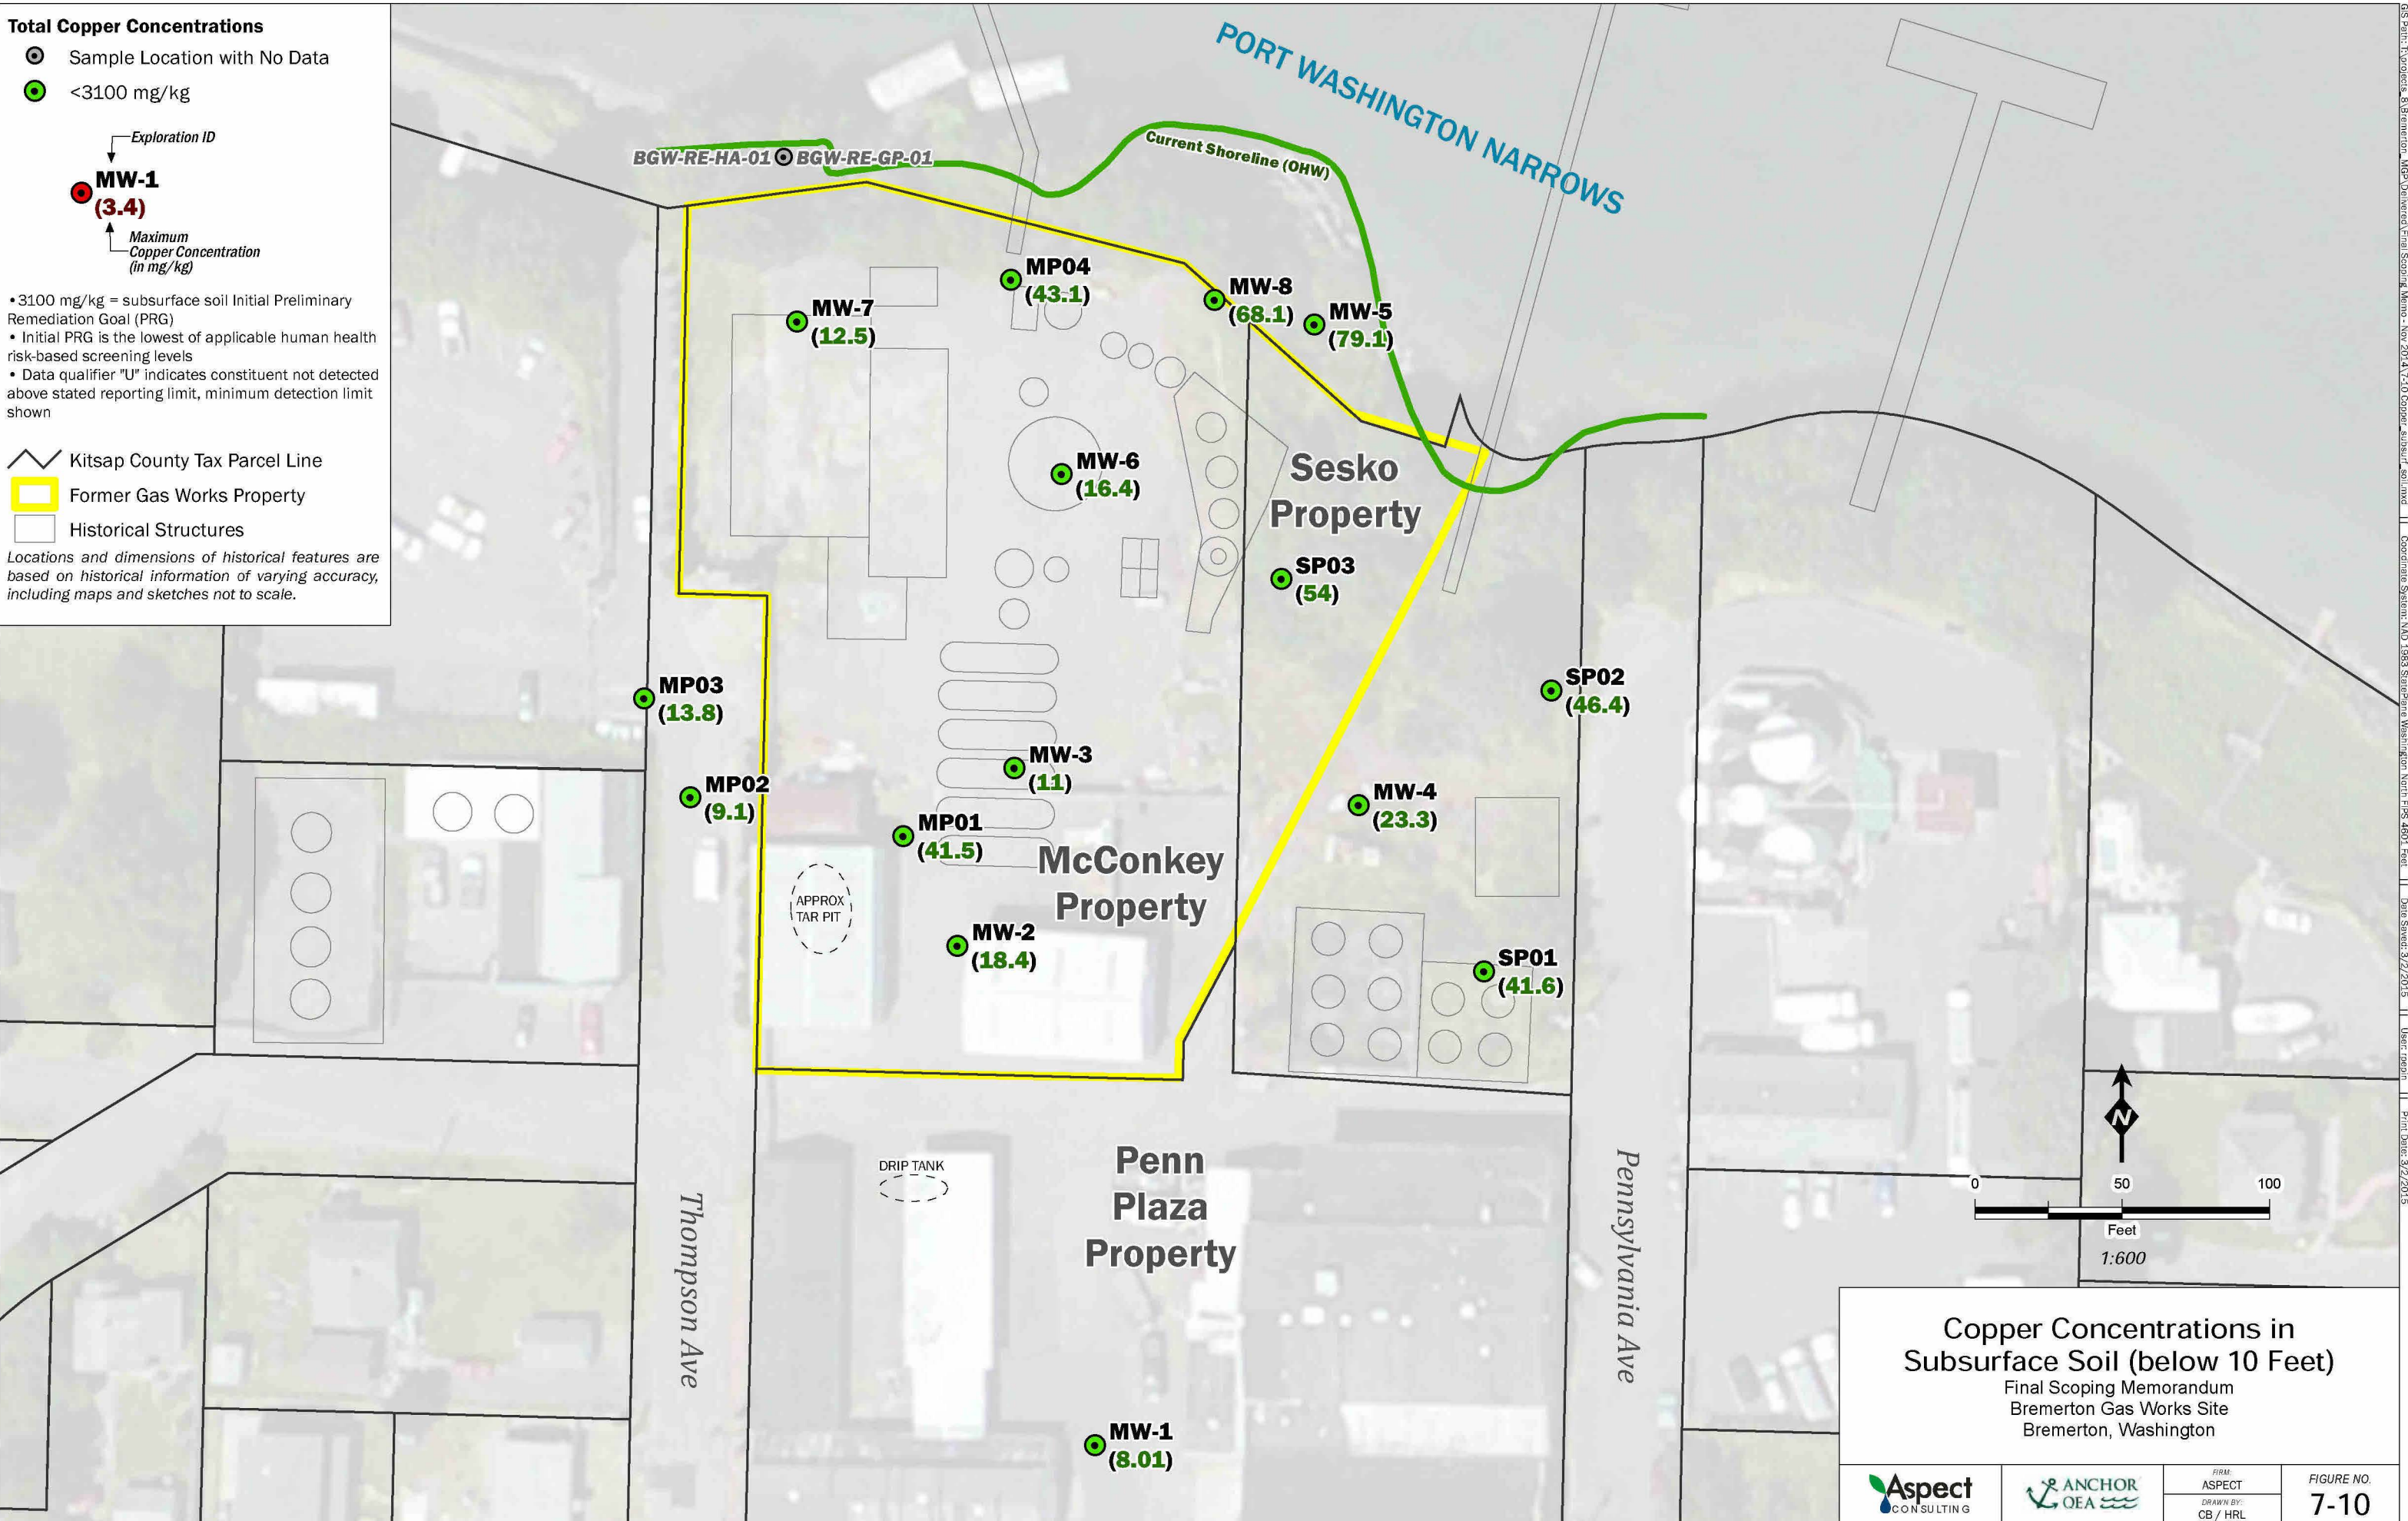 Total Copper Concentrations
Sample Location with No Data
<3100 mg/kg
Exploration ID
MW-1
(3.4)
Maximum
Copper Concentration
(in mg/kg)
•3100 mg/kg = subsurface soil Initial Preliminary
Remediation Goal (PRG)
• Initial PRG is the lowest of applicable human health
risk-based screening levels
• Data qualifier "U" indicates constituent not detected
above stated reporting limit, minimum detection limit
shown
Kitsap County Tax Parcel Line
Former Gas Works Property
Historical Structures
Locations and dimensions of historical features are
based on historical information of varying accuracy,
including maps and sketches not to scale.
PORT WASHINGTON NARROWS
Current Shoreline (OHW)
BGW-RE-HA-01
BGW-RE-GP-01
MP04
(43.1)
MW-8
(68.1)
MW-5
(79.1)
MW-7
(12.5)
MW-6
(16.4)
Sesko
Property
SP03
(54)
MP03
(13.8)
SP02
(46.4)
MW-3
(11)
MP02
(9.1)
MW-4
(23.3)
MP01
(41.5)
McConkey
Property
APPROX
TAR PIT
MW-2
(18.4)
SP01
(41.6)
DRIP TANK
Penn
Plaza
Property
Thompson Ave
Pennsylvania Ave
MW-1
(8.01)
N
0 50 100
Feet
1:600
Copper Concentrations in
Subsurface Soil (below 10 Feet)
Final Scoping Memorandum
Bremerton Gas Works Site
Bremerton, Washington
Aspect
CONSULTING
ANCHOR
QEA
FIRM:
ASPECT
DRAWN BY:
CB / HRL
FIGURE NO.
7-10